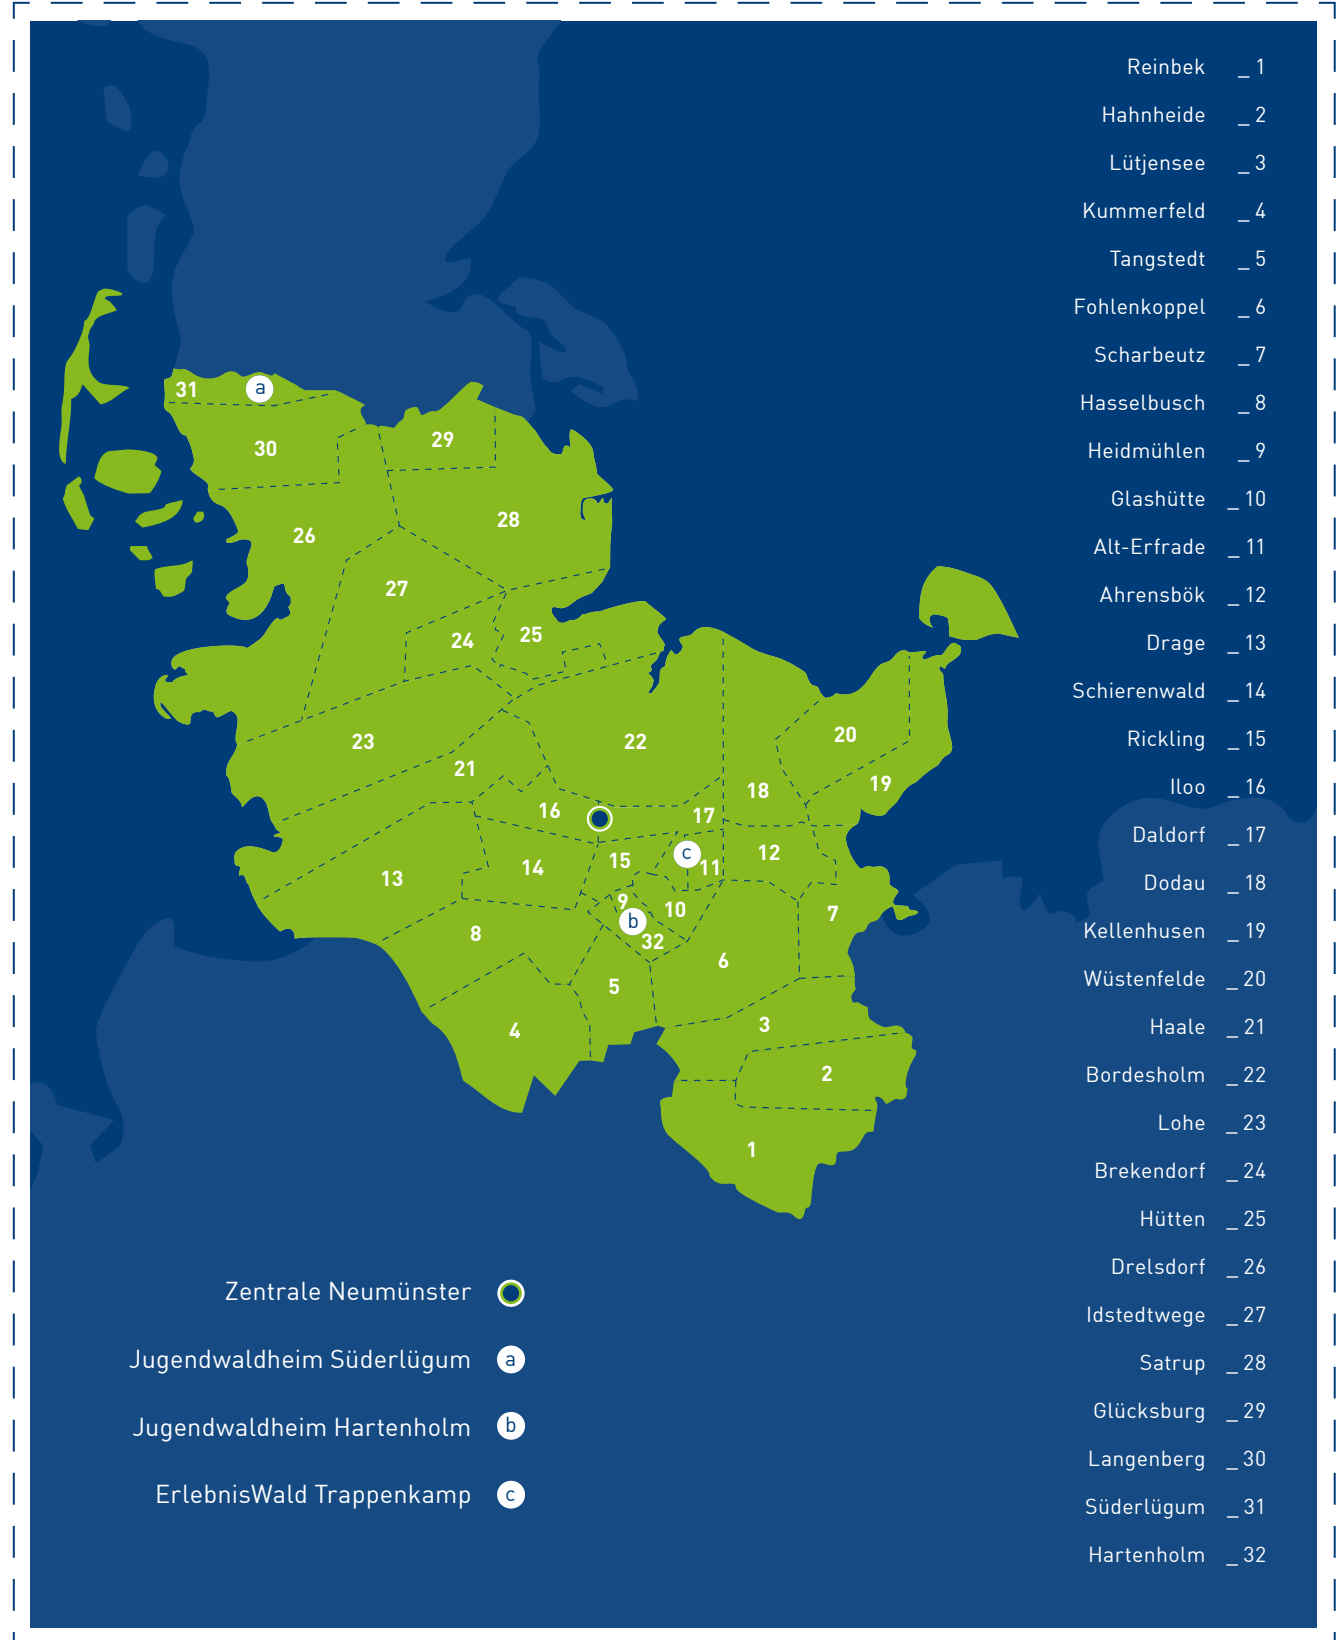 Reinbek _ 1
Hahnheide _ 2
Lütjensee _ 3
Kummerfeld _ 4
Tangstedt _ 5
Fohlenkoppel _ 6
Scharbeutz _ 7
Hasselbusch _ 8
Heidmühlen _ 9
Glashütte _ 10
Alt-Erfrade _ 11
Ahrensbök _ 12
Drage _ 13
Schierenwald _ 14
Rickling _ 15
Iloo _ 16
Daldorf _ 17
Dodau _ 18
Kellenhusen _ 19
Wüstenfelde _ 20
Haale _ 21
Bordesholm _ 22
Lohe _ 23
Brekendorf _ 24
Hütten _ 25
Drelsdorf _ 26
Idstedtwege _ 27
Satrup _ 28
Glücksburg _ 29
Langenberg _ 30
Süderlügum _ 31
Hartenholm _ 32
31
a
30
29
28
26
27
24
25
23
22
20
21
19
18
16
17
15
c
11
12
14
13
9
10
b
7
8
32
6
5
4
3
2
1
Zentrale Neumünster
Jugendwaldheim Süderlügum a
Jugendwaldheim Hartenholm b
ErlebnisWald Trappenkamp c